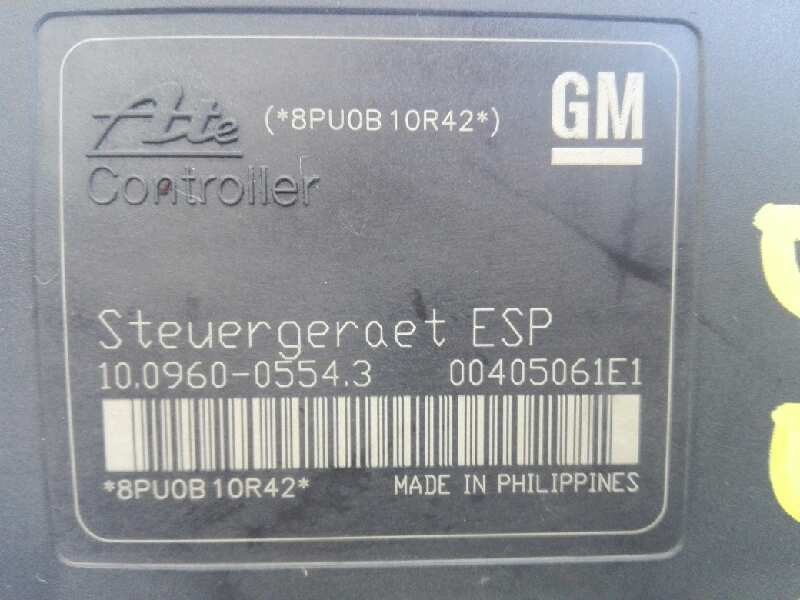 Ate (*8PU0B10R42*) GM
Controller
Steuergeraet ESP
10.0960-0554.3 00405061E1
*8PU0B10R42* MADE IN PHILIPPINES